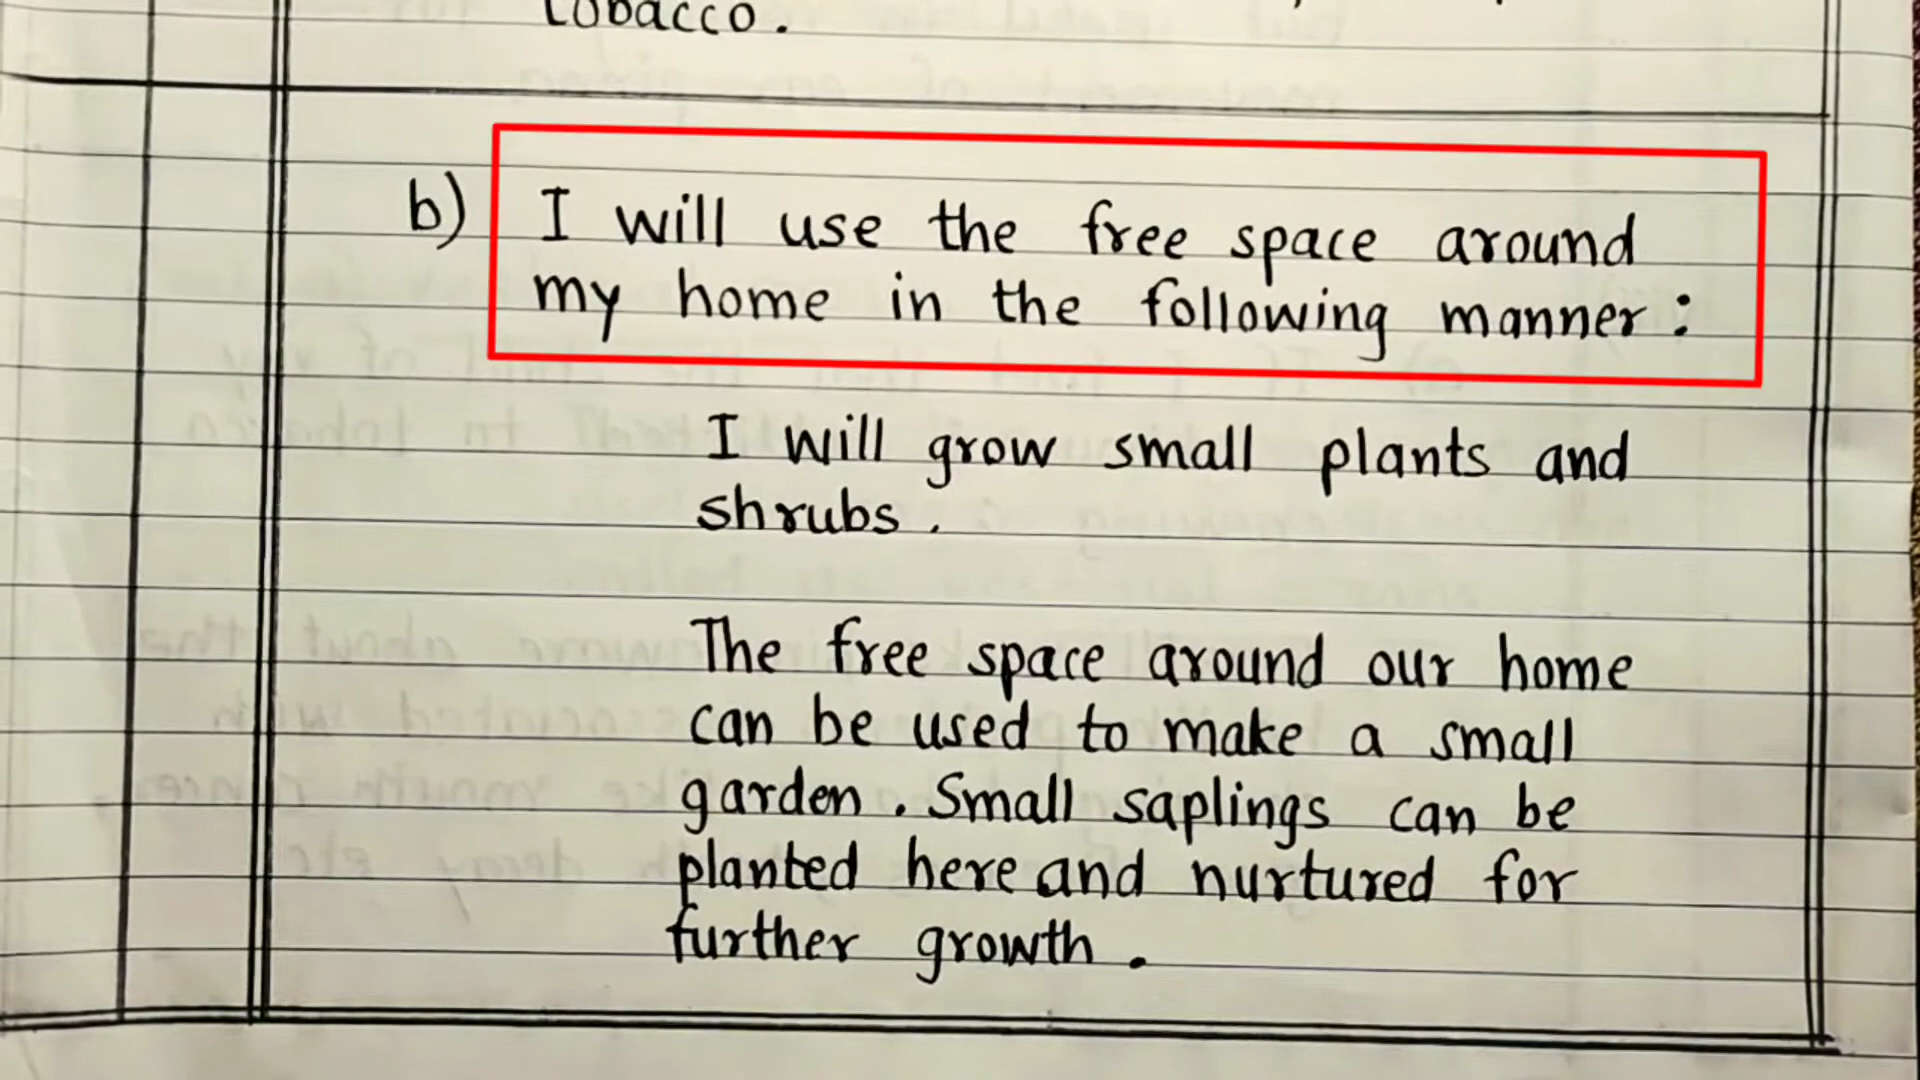 tobacco.
b) I will use the free space around
my home in the following manner:
I will grow small plants and
shrubs.
The free space around our home
can be used to make a small
garden. Small saplings can be
planted here and nurtured for
further growth.